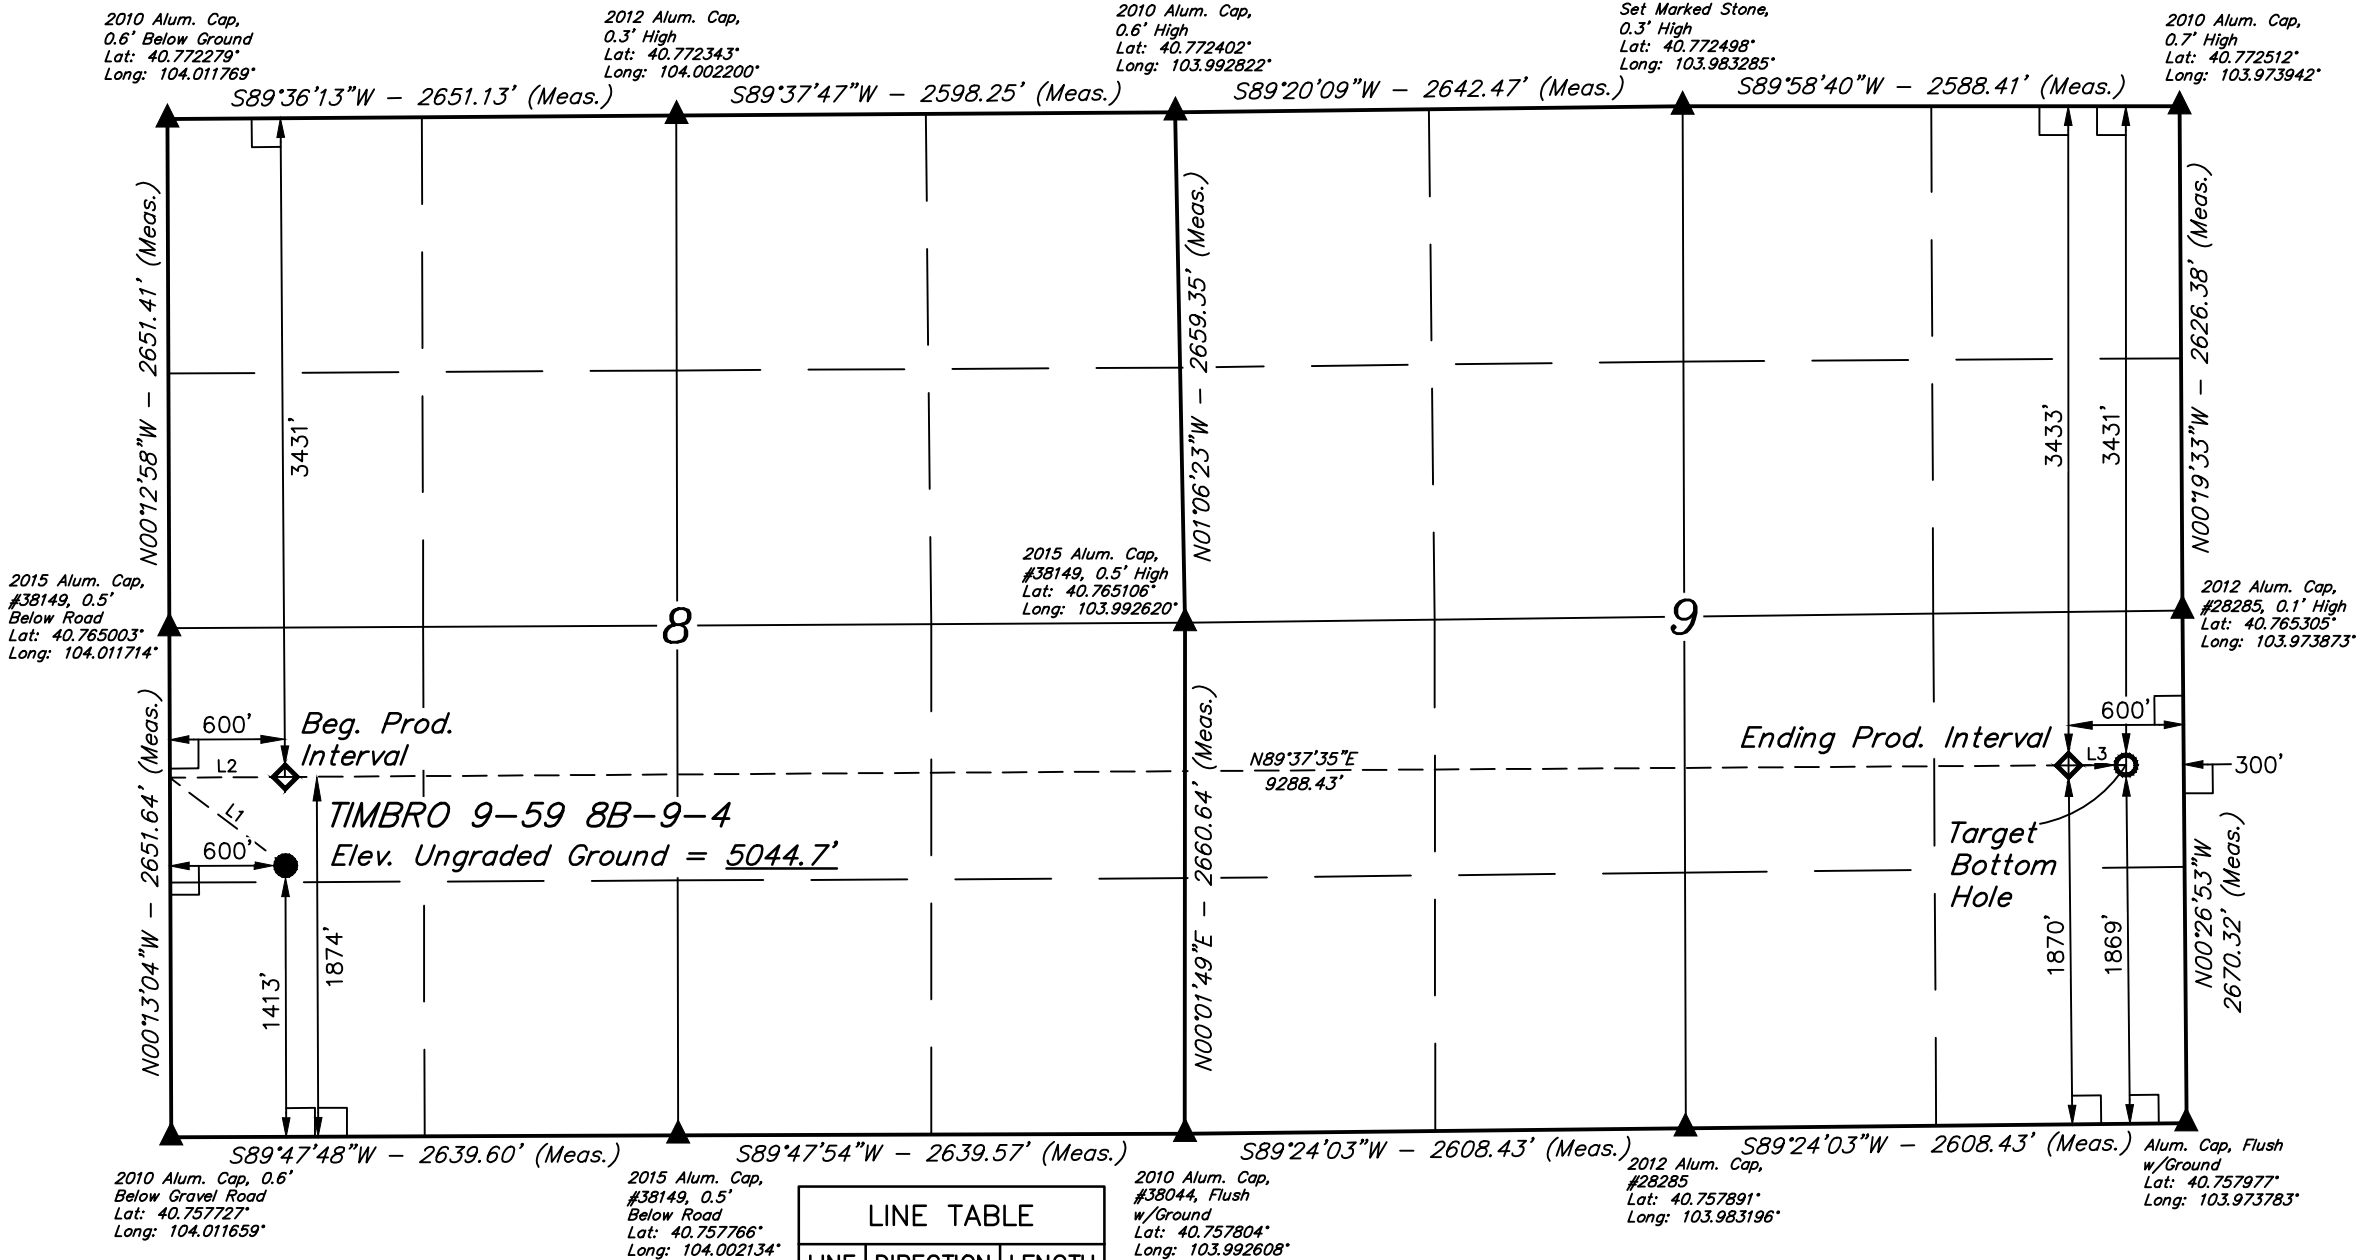 2010 Alum. Cap,
0.6' Below Ground
Lat: 40.772279°
Long: 104.011769°
2012 Alum. Cap,
0.3' High
Lat: 40.772343°
Long: 104.002200°
2010 Alum. Cap,
0.6' High
Lat: 40.772402°
Long: 103.992822°
Set Marked Stone,
0.3' High
Lat: 40.772498°
Long: 103.983285°
2010 Alum. Cap,
0.7' High
Lat: 40.772512°
Long: 103.973942°
S89°36'13"W – 2651.13' (Meas.)
S89°37'47"W – 2598.25' (Meas.)
S89°20'09"W – 2642.47' (Meas.)
S89°58'40"W – 2588.41' (Meas.)
N00°12'58"W – 2651.41' (Meas.)
3431'
N01°06'23"W – 2659.35' (Meas.)
3433'
3431'
N00°19'33"W – 2626.38' (Meas.)
2015 Alum. Cap,
#38149, 0.5'
Below Road
Lat: 40.765003°
Long: 104.011714°
8
2015 Alum. Cap,
#38149, 0.5' High
Lat: 40.765106°
Long: 103.992620°
9
2012 Alum. Cap,
#28285, 0.1' High
Lat: 40.765305°
Long: 103.973873°
N00°13'04"W – 2651.64' (Meas.)
600'
L2
Beg. Prod.
Interval
L1
600'
TIMBRO 9-59 8B-9-4
Elev. Ungraded Ground = 5044.7'
1413'
1874'
N00°01'49"E – 2660.64' (Meas.)
N89°37'35"E
9288.43'
Ending Prod. Interval
600'
L3
300'
Target
Bottom
Hole
1870'
1869'
N00°26'53"W
2670.32' (Meas.)
S89°47'48"W – 2639.60' (Meas.)
S89°47'54"W – 2639.57' (Meas.)
S89°24'03"W – 2608.43' (Meas.)
S89°24'03"W – 2608.43' (Meas.)
2010 Alum. Cap, 0.6'
Below Gravel Road
Lat: 40.757727°
Long: 104.011659°
2015 Alum. Cap,
#38149, 0.5'
Below Road
Lat: 40.757766°
Long: 104.002134°
2010 Alum. Cap,
#38044, Flush
w/Ground
Lat: 40.757804°
Long: 103.992608°
2012 Alum. Cap,
#28285
Lat: 40.757891°
Long: 103.983196°
Alum. Cap, Flush
w/Ground
Lat: 40.757977°
Long: 103.973783°
LINE TABLE
LINE DIRECTION LENGTH